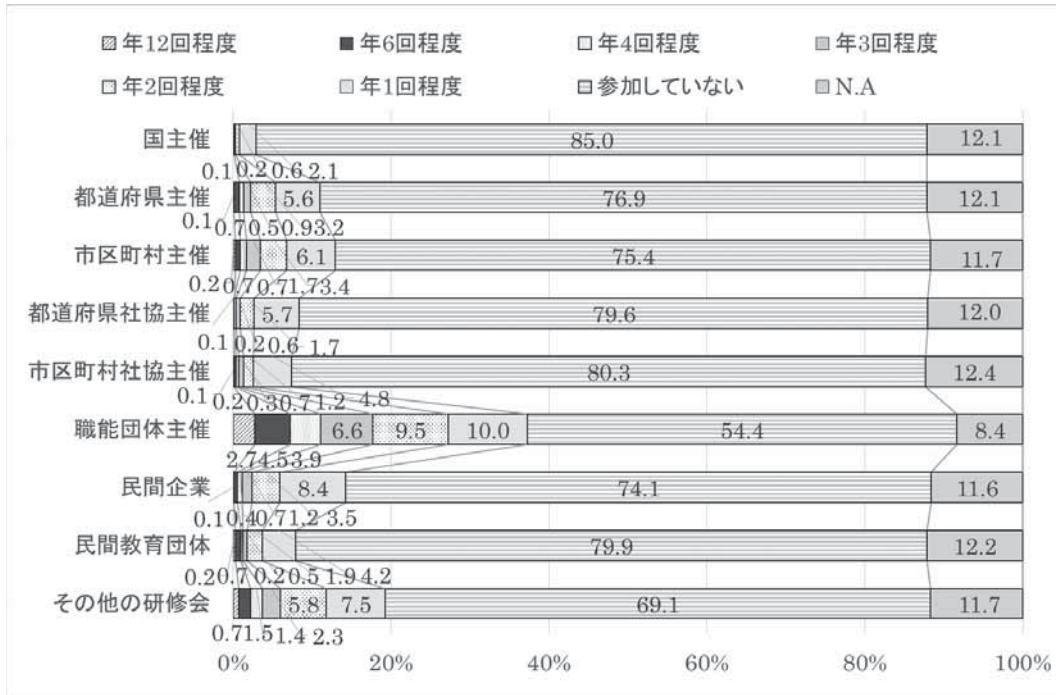 年12回程度 年6回程度 年4回程度 年3回程度
年2回程度 年1回程度 参加していない N.A
国主催 85.0 12.1
0.1 0.2 0.6 2.1
都道府県主催 5.6 76.9 12.1
0.1 0.7 0.5 0.9 3.2
市区町村主催 6.1 75.4 11.7
0.2 0.7 0.7 1.7 3.4
都道府県社協主催 5.7 79.6 12.0
0.1 0.2 0.6 1.7
市区町村社協主催 80.3 12.4
0.1 0.2 0.3 0.7 1.2 4.8
職能団体主催 6.6 9.5 10.0 54.4 8.4
2.7 4.5 3.9
民間企業 8.4 74.1 11.6
0.1 0.4 0.7 1.2 3.5
民間教育団体 79.9 12.2
0.2 0.7 0.2 0.5 1.9 4.2
その他の研修会 5.8 7.5 69.1 11.7
0.7 1.5 1.4 2.3
0% 20% 40% 60% 80% 100%